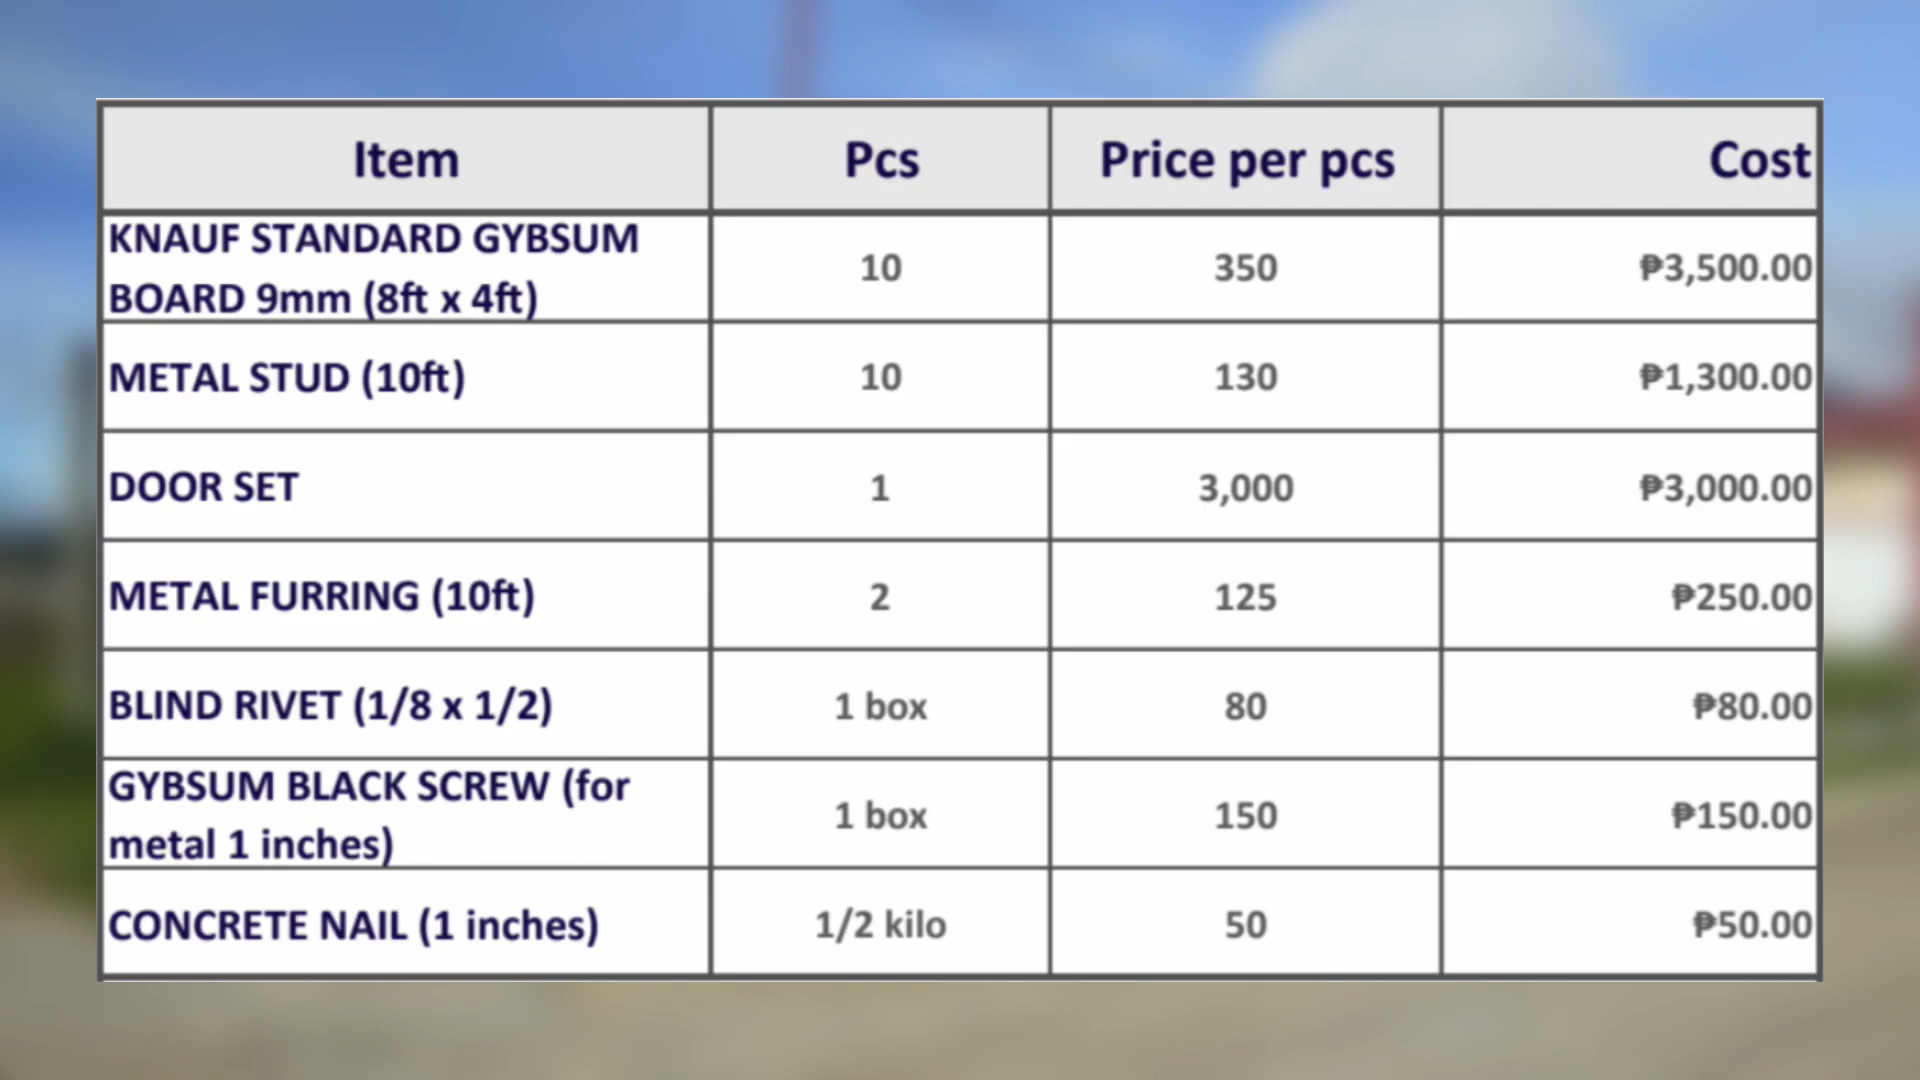 Item Pcs Price per pcs Cost
KNAUF STANDARD GYBSUM
BOARD 9mm (8ft x 4ft) 10 350 ₱3,500.00
METAL STUD (10ft) 10 130 ₱1,300.00
DOOR SET 1 3,000 ₱3,000.00
METAL FURRING (10ft) 2 125 ₱250.00
BLIND RIVET (1/8 x 1/2) 1 box 80 ₱80.00
GYBSUM BLACK SCREW (for
metal 1 inches) 1 box 150 ₱150.00
CONCRETE NAIL (1 inches) 1/2 kilo 50 ₱50.00